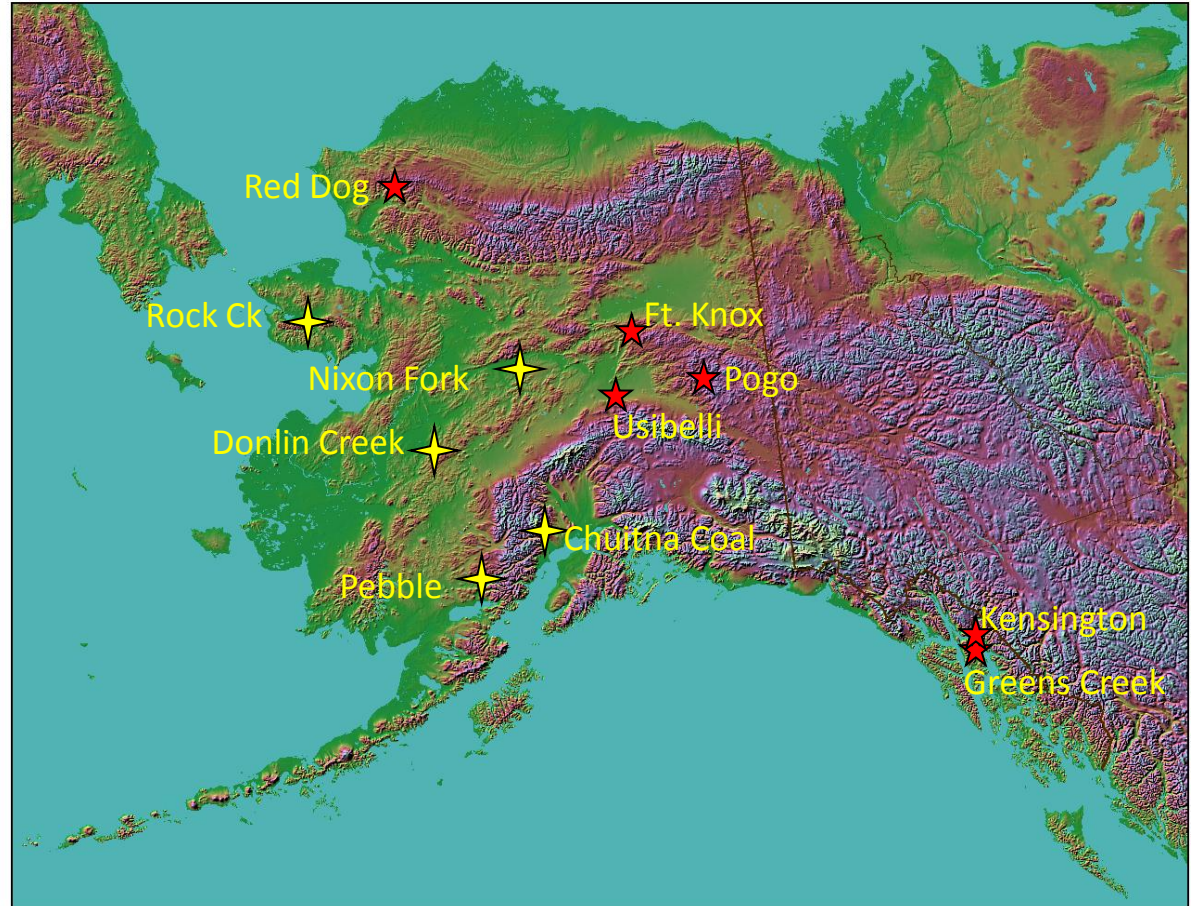 Red Dog
Rock Ck
Ft. Knox
Nixon Fork
Pogo
Usibelli
Donlin Creek
Chuitna Coal
Pebble
Kensington
Greens Creek